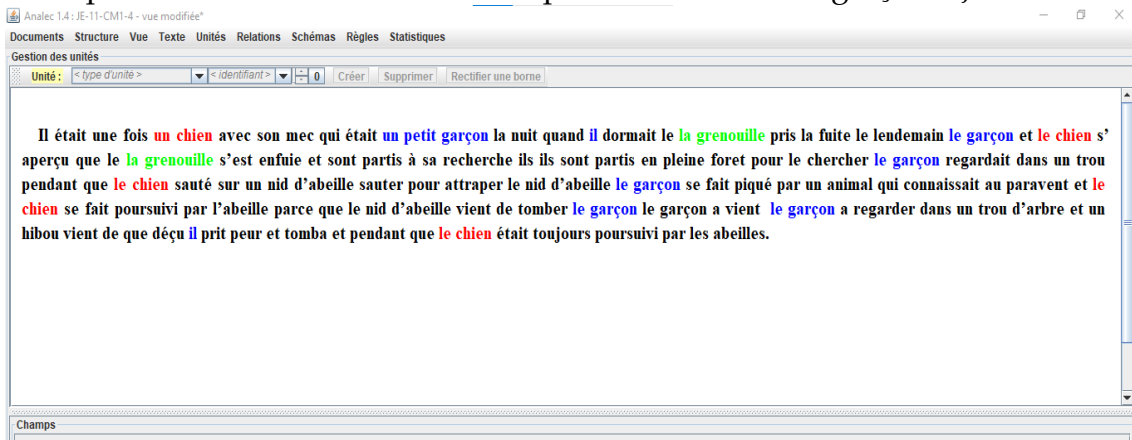 Analec 1.4 : JE-11-CM1-4 - vue modifiée*
Documents Structure Vue Texte Unités Relations Schémas Règles Statistiques
Gestion des unités
Unité : < type d'unité > < identifiant > 0 Créer Supprimer Rectifier une borne
Il était une fois un chien avec son mec qui était un petit garçon la nuit quand il dormait le la grenouille pris la fuite le lendemain le garçon et le chien s’
aperçu que le la grenouille s’est enfuie et sont partis à sa recherche ils ils sont partis en pleine foret pour le chercher le garçon regardait dans un trou
pendant que le chien sauté sur un nid d’abeille sauter pour attraper le nid d’abeille le garçon se fait piqué par un animal qui connaissait au paravent et le
chien se fait poursuivi par l’abeille parce que le nid d’abeille vient de tomber le garçon le garçon a vient le garçon a regarder dans un trou d’arbre et un
hibou vient de que déçu il prit peur et tomba et pendant que le chien était toujours poursuivi par les abeilles.
Champs